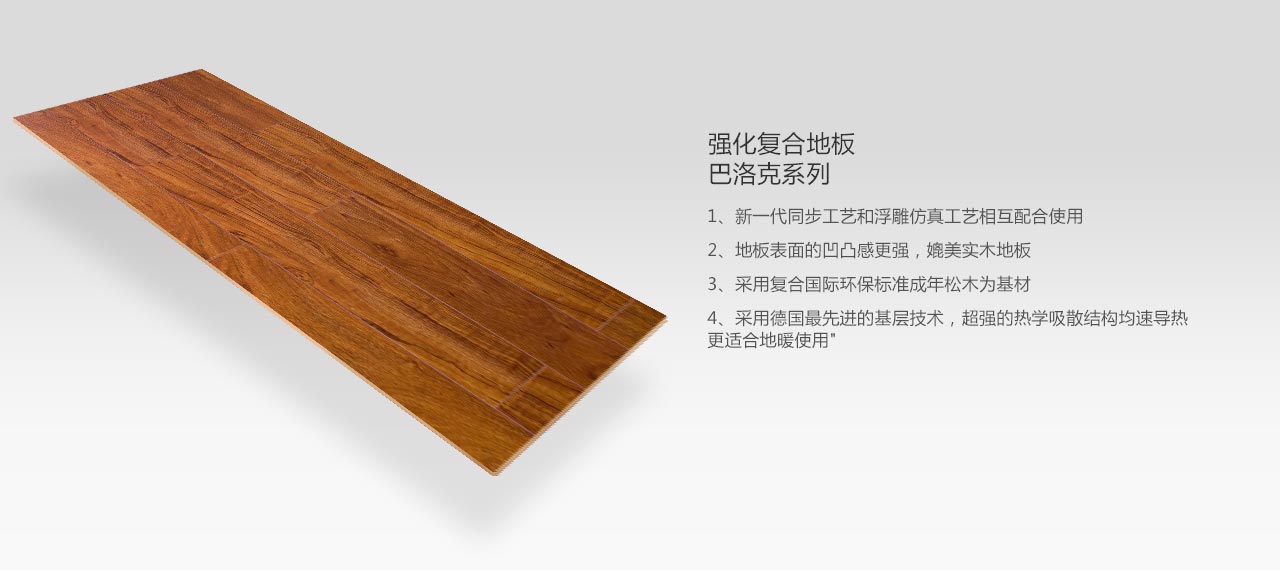 强化复合地板
巴洛克系列
1、新一代同步工艺和浮雕仿真工艺相互配合使用
2、地板表面的凹凸感更强，媲美实木地板
3、采用复合国际环保标准成年松木为基材
4、采用德国最先进的基层技术，超强的热学吸散结构均速导热
更适合地暖使用"